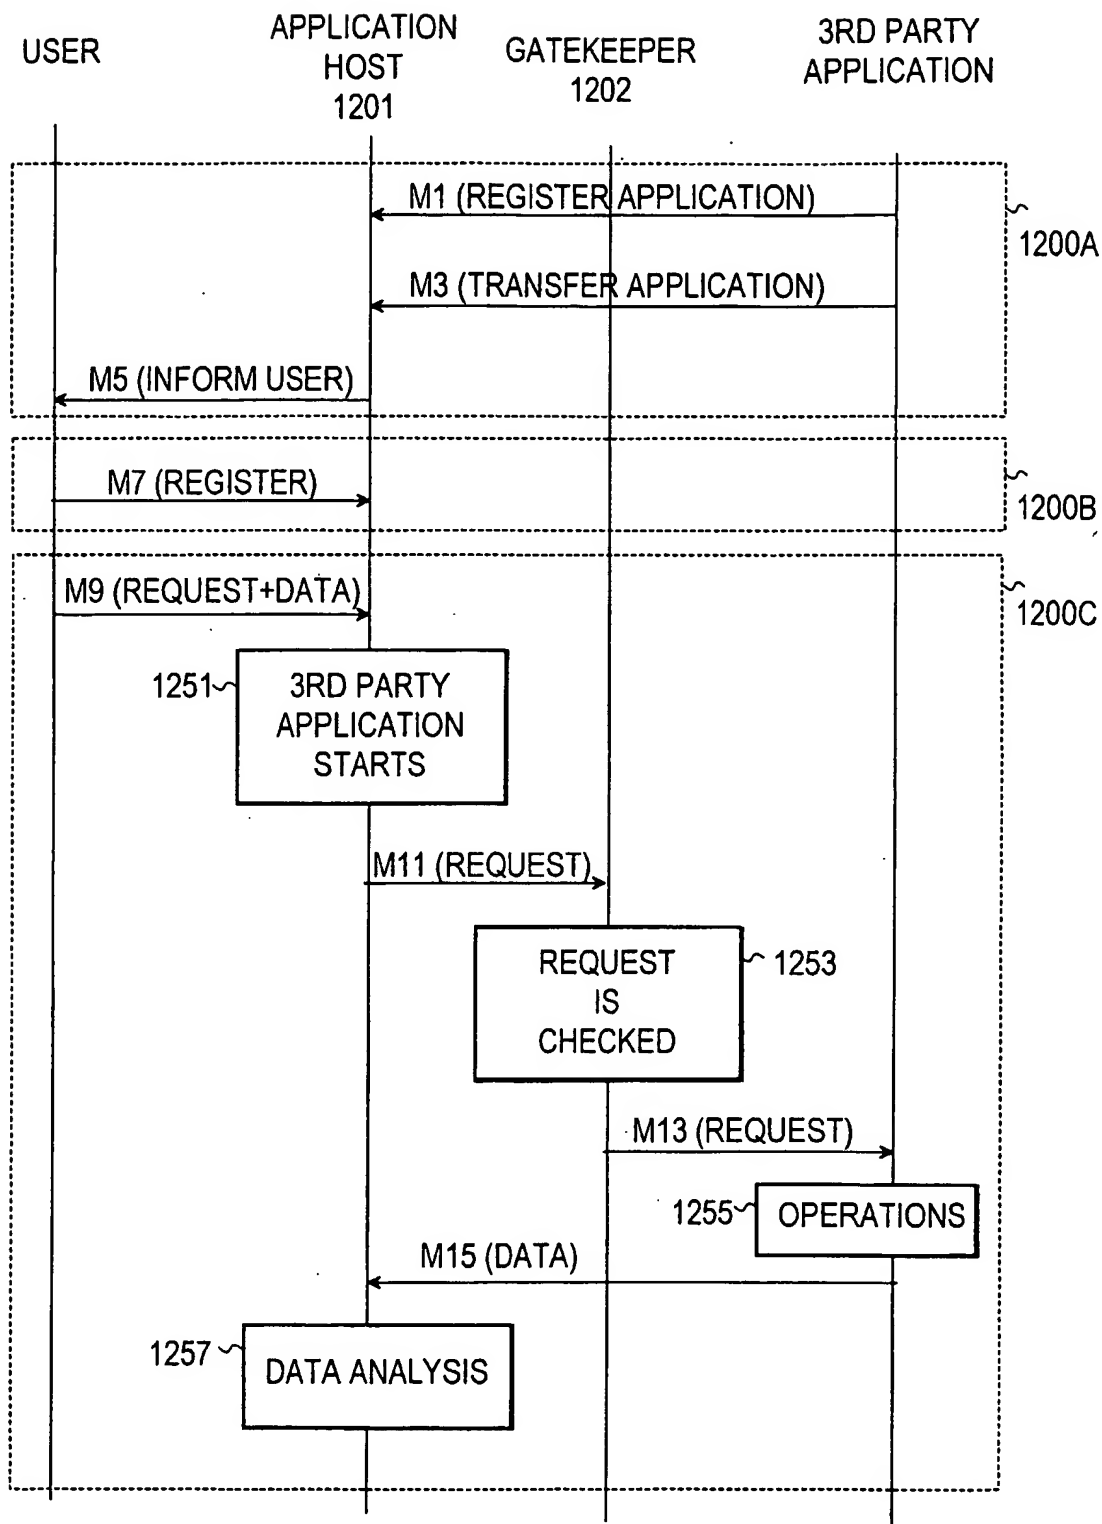 USER
APPLICATION
HOST
1201
GATEKEEPER
1202
3RD PARTY
APPLICATION
M1 (REGISTER APPLICATION)
1200A
M3 (TRANSFER APPLICATION)
M5 (INFORM USER)
M7 (REGISTER)
1200B
M9 (REQUEST+DATA)
1200C
1251
3RD PARTY
APPLICATION
STARTS
M11 (REQUEST)
REQUEST
IS
CHECKED
1253
M13 (REQUEST)
1255
OPERATIONS
M15 (DATA)
1257
DATA ANALYSIS